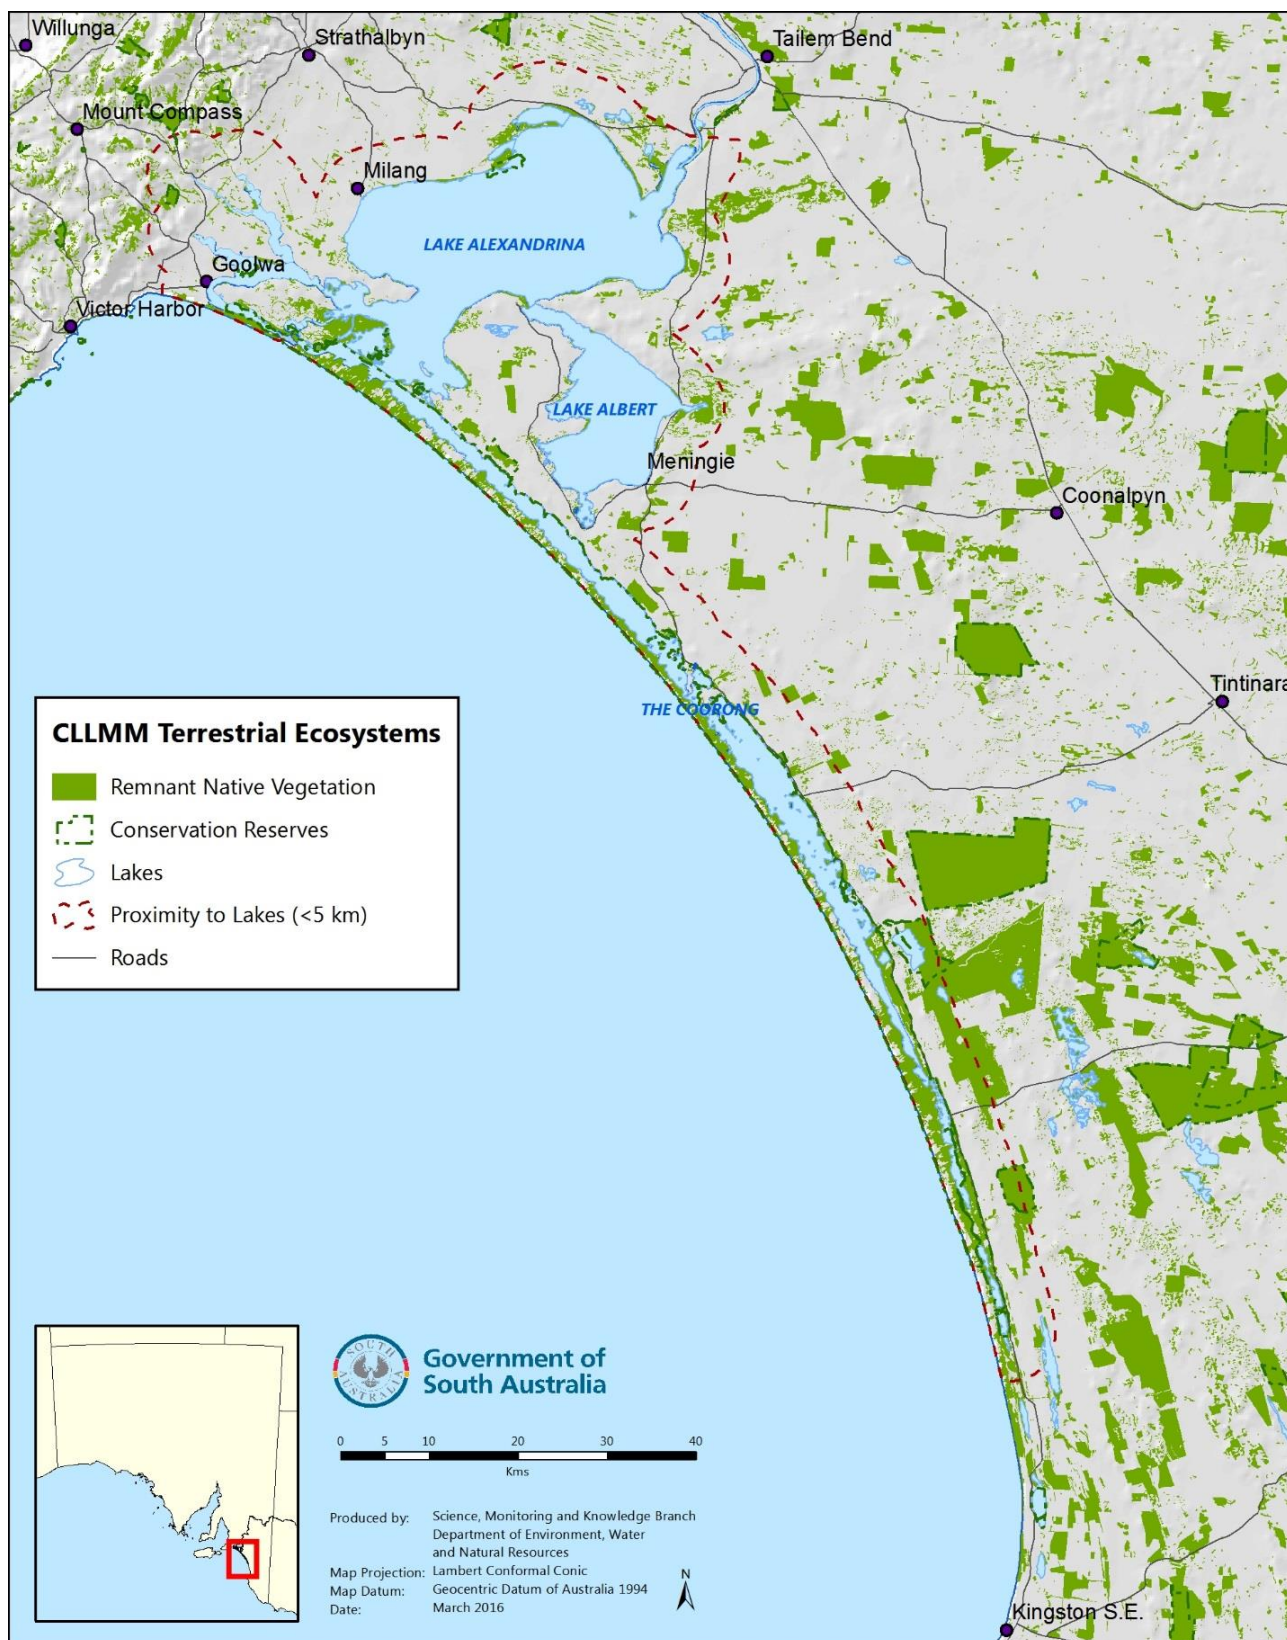 Willunga
Strathalbyn
Tailem Bend
Mount Compass
Milang
LAKE ALEXANDRINA
Goolwa
Victor Harbor
LAKE ALBERT
Meningie
Coonalpyn
Tintinara
THE COORONG
CLLMM Terrestrial Ecosystems
Remnant Native Vegetation
Conservation Reserves
Lakes
Proximity to Lakes (<5 km)
Roads
SOUTH
AUSTRALIA
Government of
South Australia
0 5 10 20 30 40
Kms
Produced by: Science, Monitoring and Knowledge Branch
Department of Environment, Water
and Natural Resources
Map Projection: Lambert Conformal Conic
Map Datum: Geocentric Datum of Australia 1994
Date: March 2016
N
Kingston S.E.